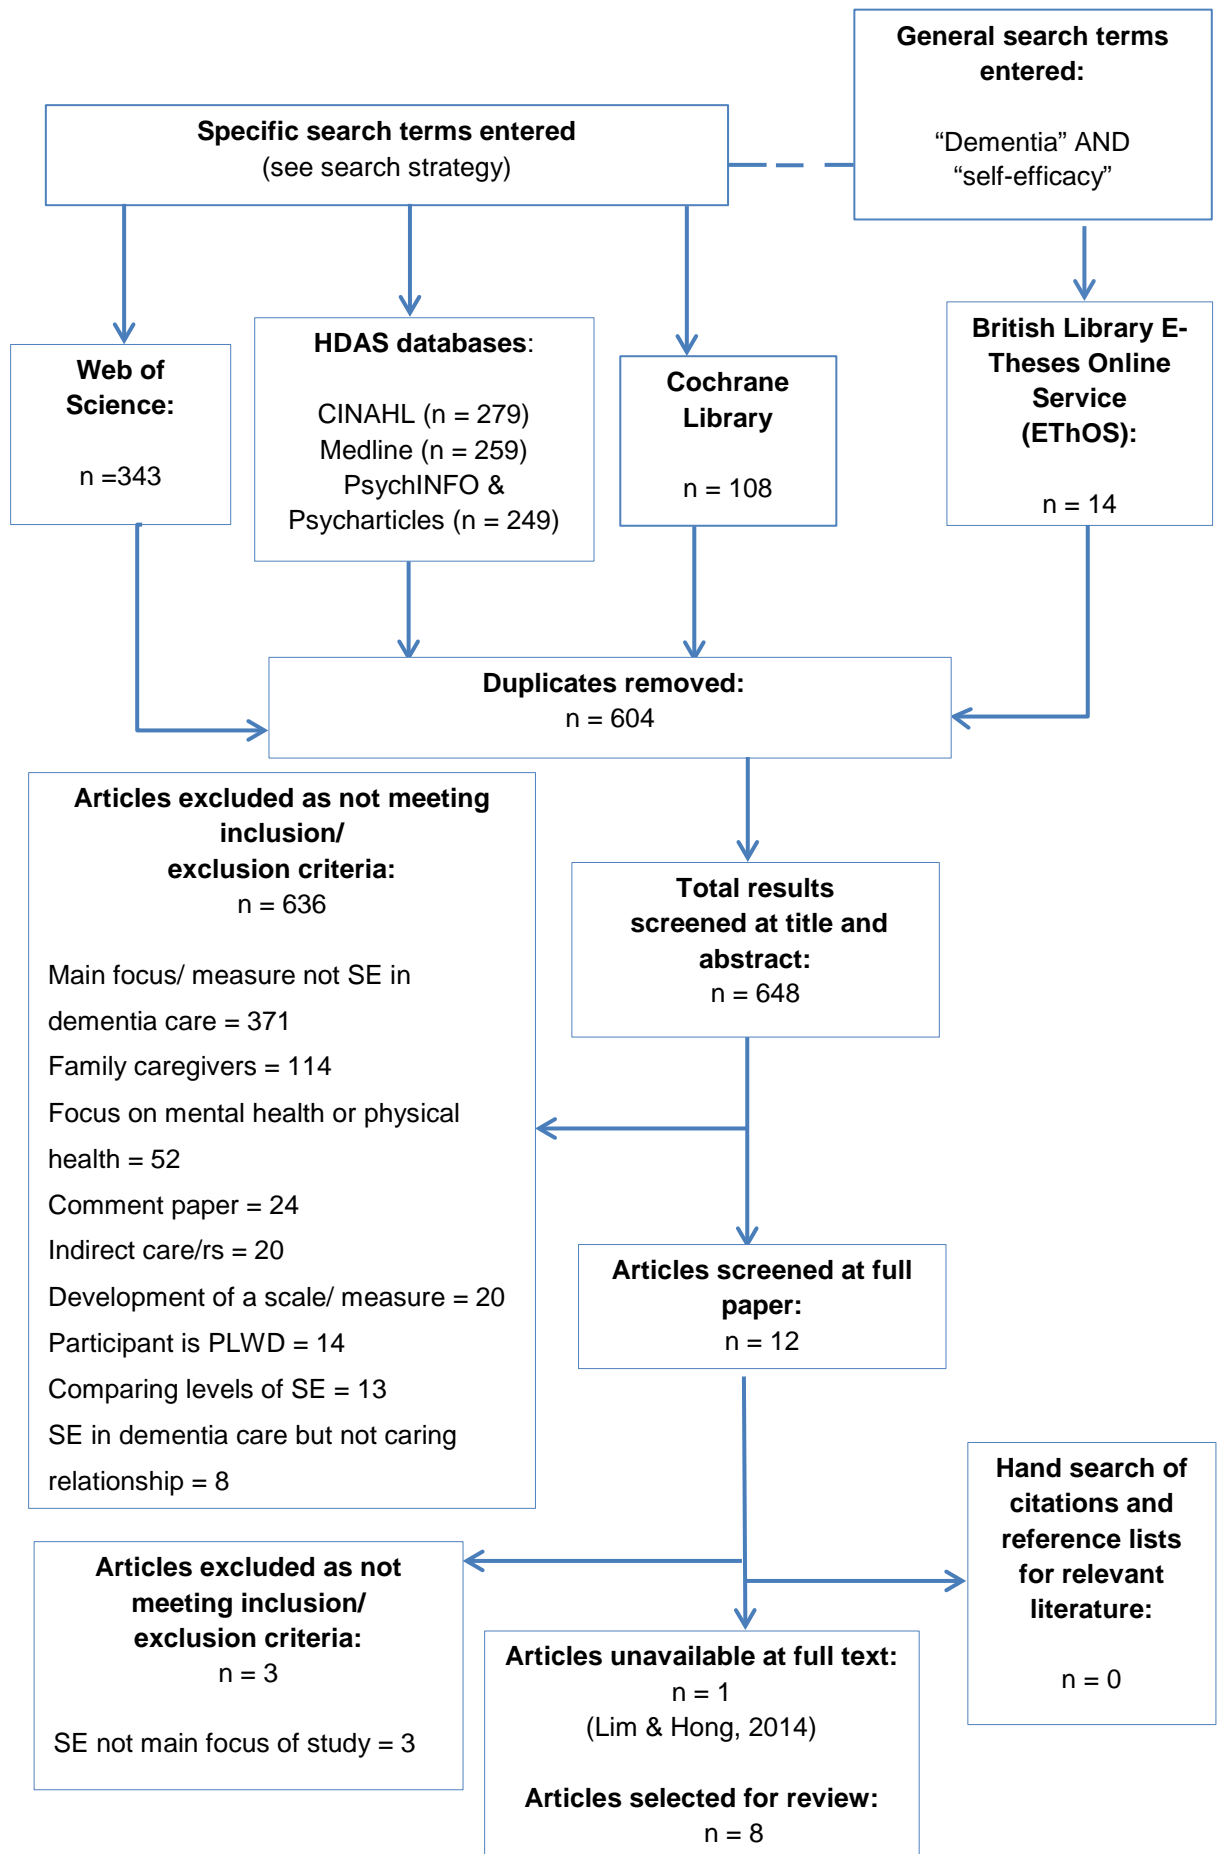 General search terms
entered:
“Dementia” AND
“self-efficacy”
Specific search terms entered
(see search strategy)
Web of
Science:
n =343
HDAS databases:
CINAHL (n = 279)
Medline (n = 259)
PsychINFO &
Psycharticles (n = 249)
Cochrane
Library
n = 108
British Library E-
Theses Online
Service
(EThOS):
n = 14
Duplicates removed:
n = 604
Articles excluded as not meeting
inclusion/
exclusion criteria:
n = 636
Main focus/ measure not SE in
dementia care = 371
Family caregivers = 114
Focus on mental health or physical
health = 52
Comment paper = 24
Indirect care/rs = 20
Development of a scale/ measure = 20
Participant is PLWD = 14
Comparing levels of SE = 13
SE in dementia care but not caring
relationship = 8
Total results
screened at title and
abstract:
n = 648
Articles screened at full
paper:
n = 12
Hand search of
citations and
reference lists
for relevant
literature:
n = 0
Articles excluded as not
meeting inclusion/
exclusion criteria:
n = 3
SE not main focus of study = 3
Articles unavailable at full text:
n = 1
(Lim & Hong, 2014)
Articles selected for review:
n = 8